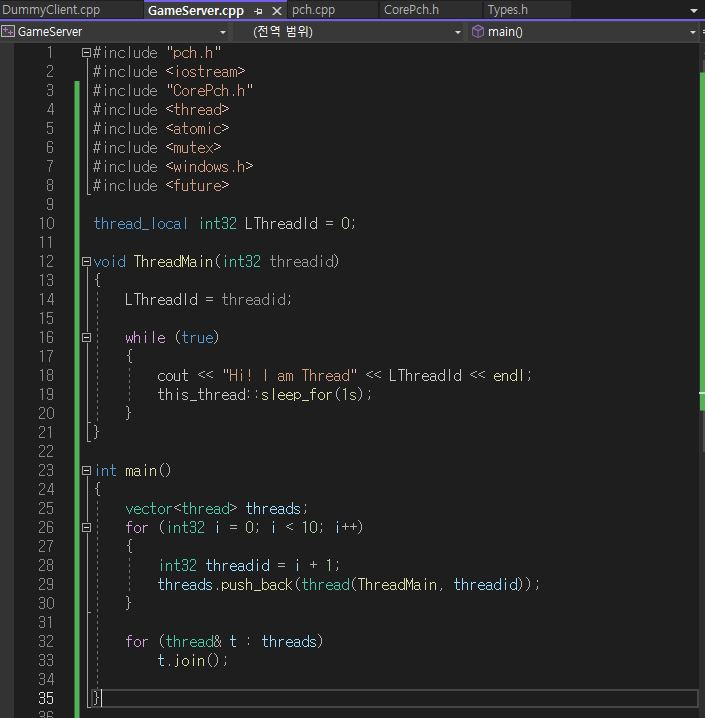 DummyClient.cpp GameServer.cpp pch.cpp CorePch.h Types.h
GameServer (전역 범위) main()
1 #include "pch.h"
2 #include <iostream>
3 #include "CorePch.h"
4 #include <thread>
5 #include <atomic>
6 #include <mutex>
7 #include <windows.h>
8 #include <future>
9
10 thread_local int32 LThreadId = 0;
11
12 void ThreadMain(int32 threadid)
13 {
14 LThreadId = threadid;
15
16 while (true)
17 {
18 cout << "Hi! I am Thread" << LThreadId << endl;
19 this_thread::sleep_for(1s);
20 }
21 }
22
23 int main()
24 {
25 vector<thread> threads;
26 for (int32 i = 0; i < 10; i++)
27 {
28 int32 threadid = i + 1;
29 threads.push_back(thread(ThreadMain, threadid));
30 }
31
32 for (thread& t : threads)
33 t.join();
34
35 }
36